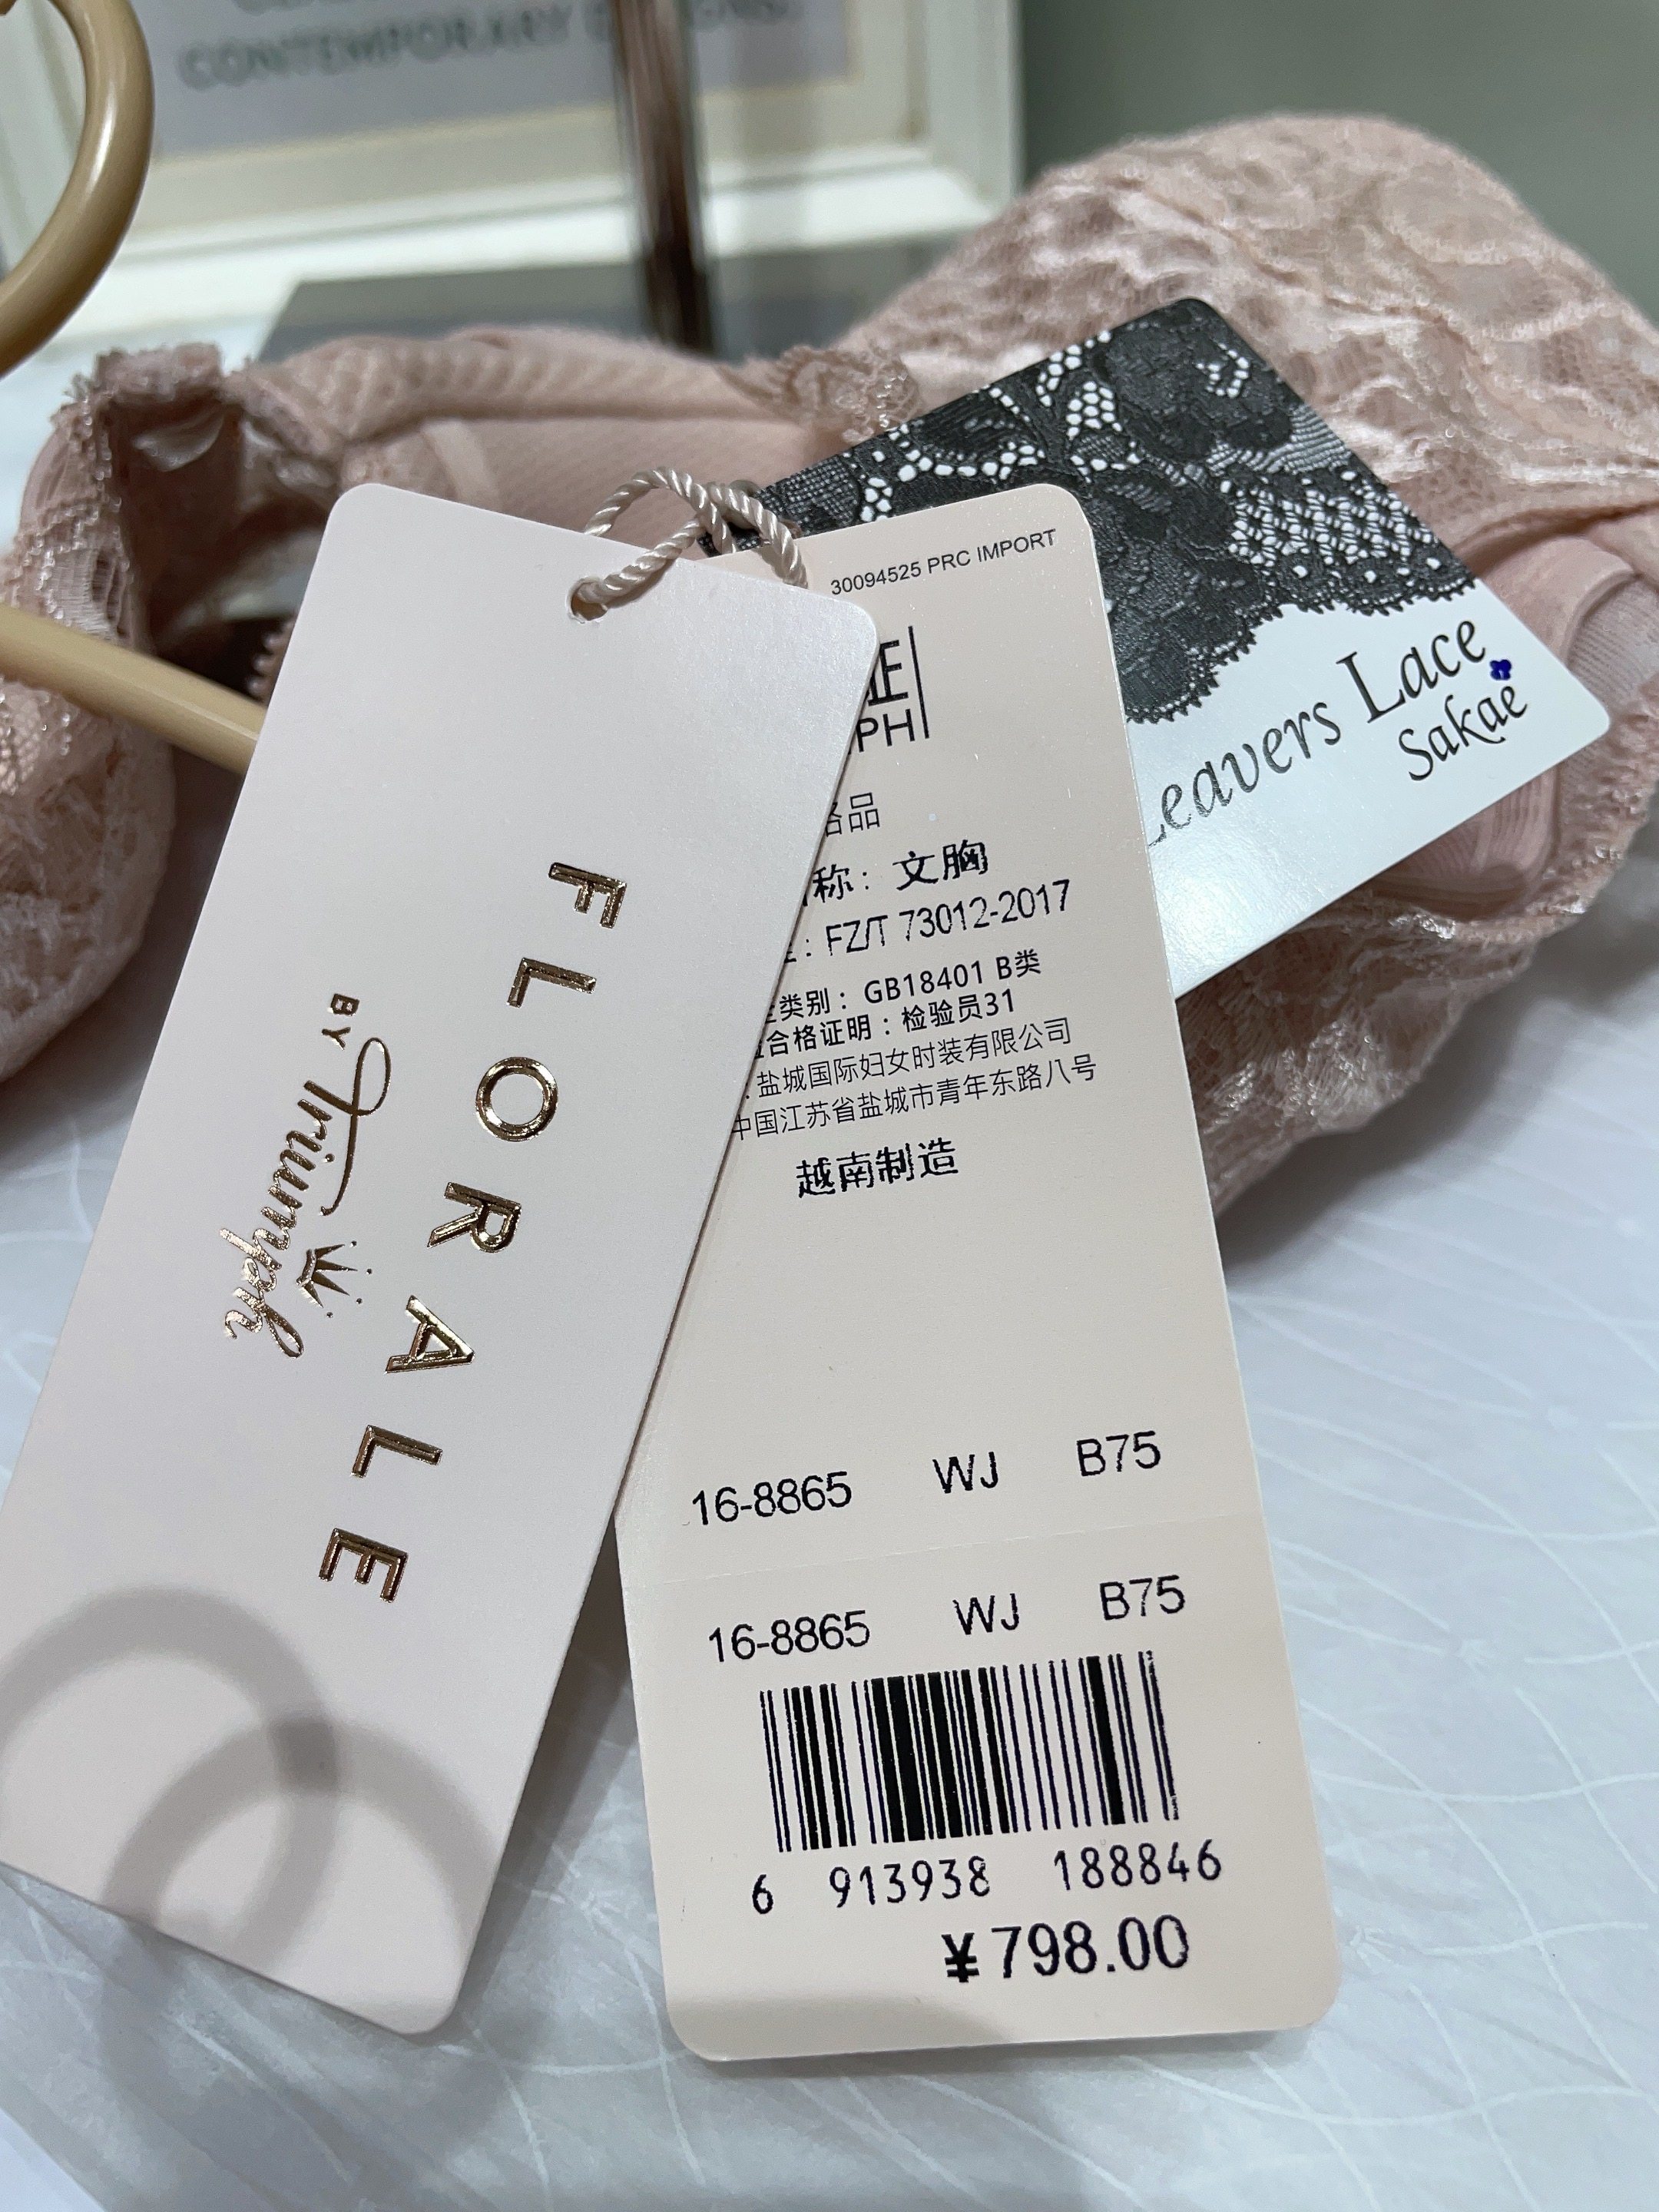 CONTEMPORARY
FLORALE
BY Triumph
30094525 PRC IMPORT
PH
品
称：文胸
：FZ/T 73012-2017
类别：GB18401 B类
合格证明：检验员31
盐城国际妇女时装有限公司
中国江苏省盐城市青年东路八号
越南制造
16-8865 WJ B75
16-8865 WJ B75
6 913938 188846
¥798.00
Leavers Lace
Sakae